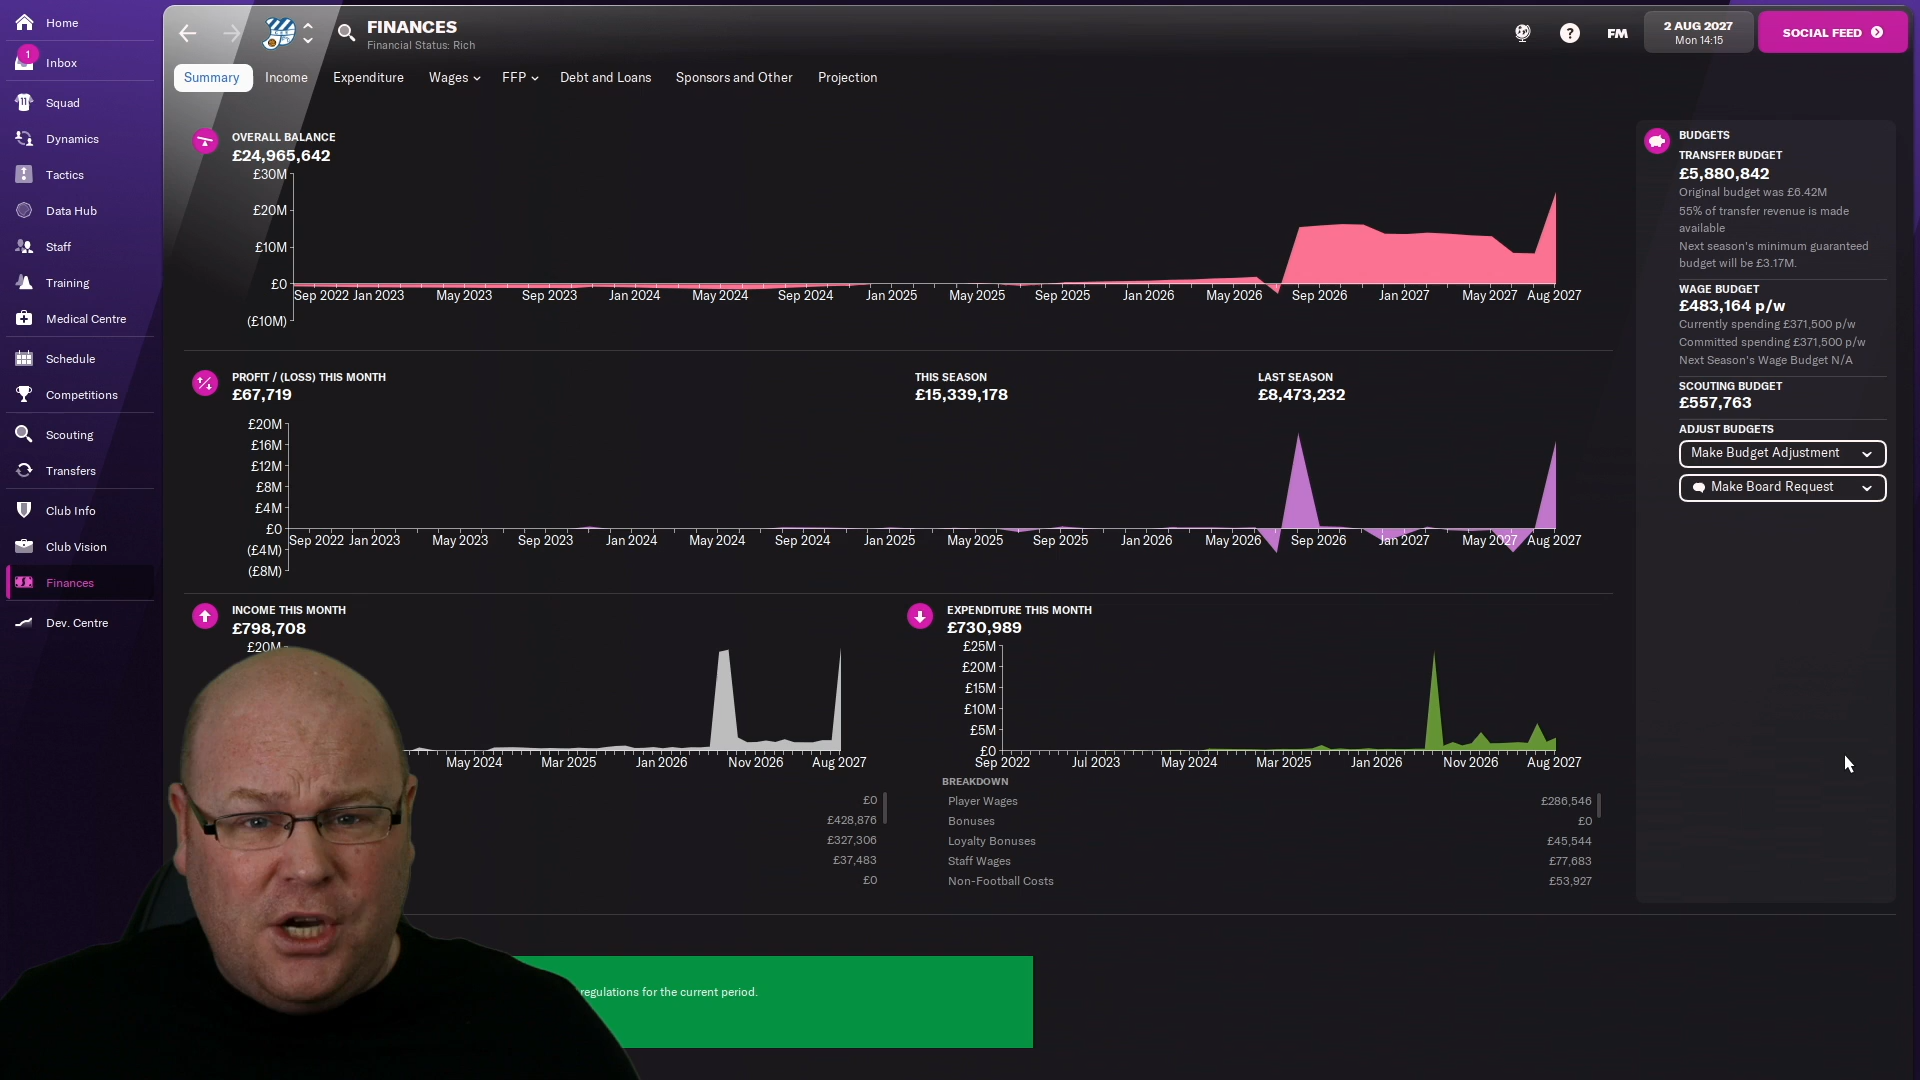 Home
1
Inbox
Squad
Dynamics
Tactics
Data Hub
Staff
Training
Medical Centre
Schedule
Competitions
Scouting
Transfers
Club Info
Club Vision
Finances
Dev. Centre
FINANCES
Financial Status: Rich
FM
2 AUG 2027
Mon 14:15
SOCIAL FEED
Summary
Income
Expenditure
Wages
FFP
Debt and Loans
Sponsors and Other
Projection
OVERALL BALANCE
£24,965,642
£30M
£20M
£10M
£0
(£10M)
Sep 2022 Jan 2023 May 2023 Sep 2023 Jan 2024 May 2024 Sep 2024 Jan 2025 May 2025 Sep 2025 Jan 2026 May 2026 Sep 2026 Jan 2027 May 2027 Aug 2027
PROFIT / (LOSS) THIS MONTH
£67,719
THIS SEASON
£15,339,178
LAST SEASON
£8,473,232
£20M
£16M
£12M
£8M
£4M
£0
(£4M)
(£8M)
Sep 2022 Jan 2023 May 2023 Sep 2023 Jan 2024 May 2024 Sep 2024 Jan 2025 May 2025 Sep 2025 Jan 2026 May 2026 Sep 2026 Jan 2027 May 2027 Aug 2027
INCOME THIS MONTH
£798,708
£20M
May 2024 Mar 2025 Jan 2026 Nov 2026 Aug 2027
£0
£428,876
£327,306
£37,483
£0
EXPENDITURE THIS MONTH
£730,989
£25M
£20M
£15M
£10M
£5M
£0
Sep 2022 Jul 2023 May 2024 Mar 2025 Jan 2026 Nov 2026 Aug 2027
BREAKDOWN
Player Wages £286,546
Bonuses £0
Loyalty Bonuses £45,544
Staff Wages £77,683
Non-Football Costs £53,927
regulations for the current period.
BUDGETS
TRANSFER BUDGET
£5,880,842
Original budget was £6.42M
55% of transfer revenue is made
available
Next season's minimum guaranteed
budget will be £3.17M.
WAGE BUDGET
£483,164 p/w
Currently spending £371,500 p/w
Committed spending £371,500 p/w
Next Season's Wage Budget N/A
SCOUTING BUDGET
£557,763
ADJUST BUDGETS
Make Budget Adjustment
Make Board Request